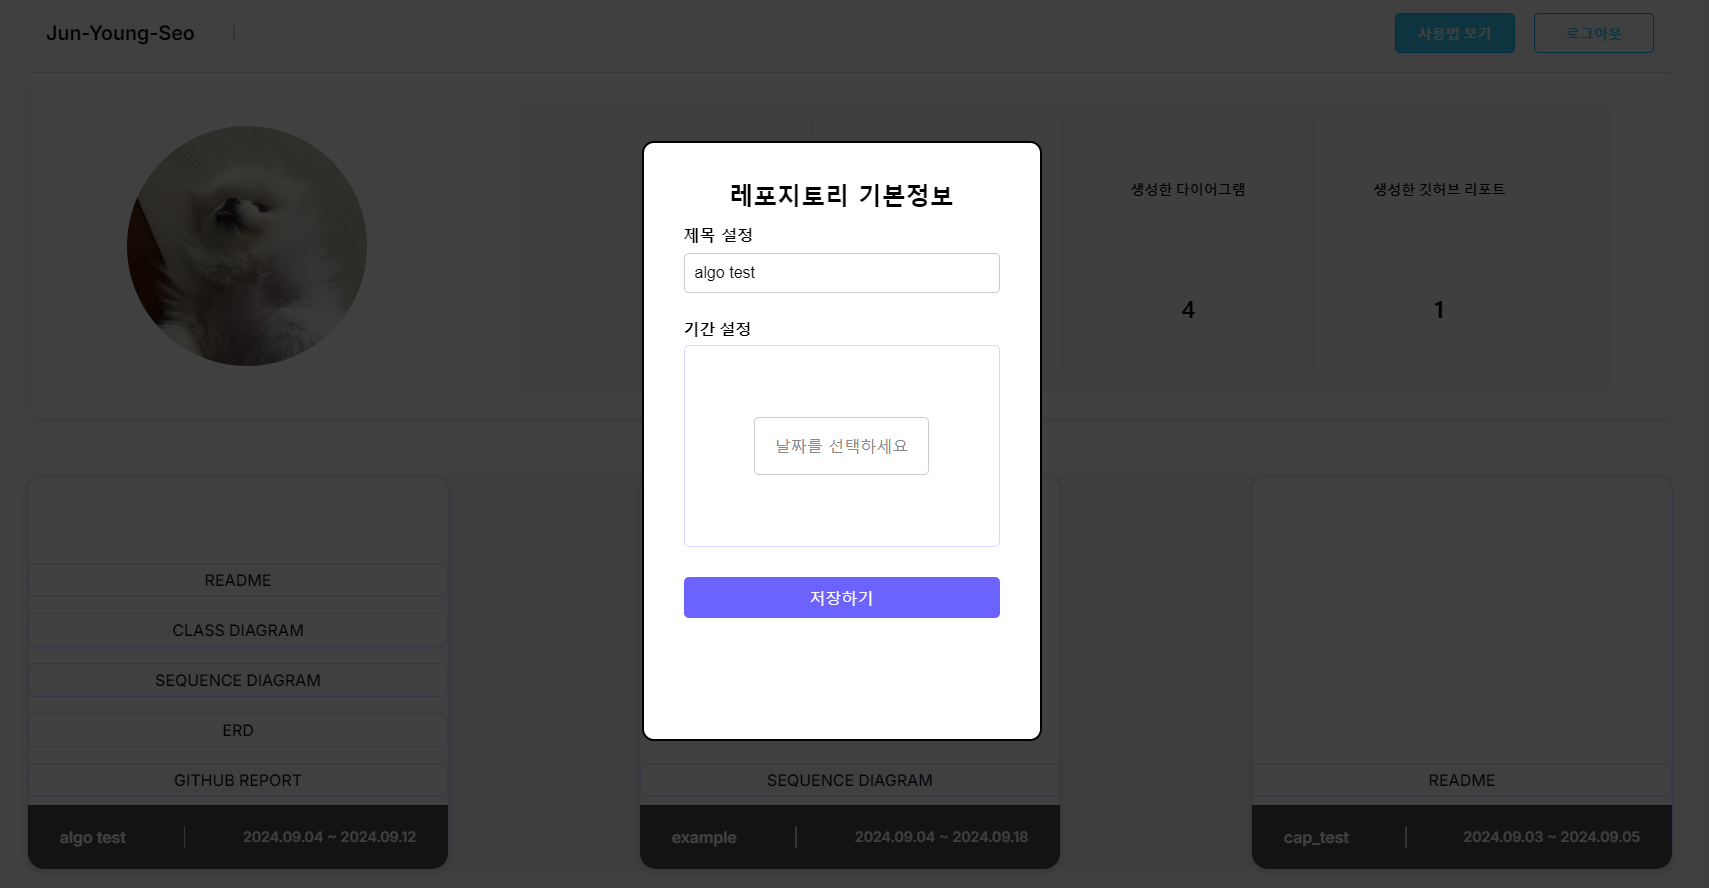 Jun-Young-Seo
사용법 보기
로그아웃
생성한 다이어그램
생성한 깃허브 리포트
4
1
레포지토리 기본정보
제목 설정
algo test
기간 설정
날짜를 선택하세요
저장하기
README
CLASS DIAGRAM
SEQUENCE DIAGRAM
ERD
GITHUB REPORT
algo test
2024.09.04 ~ 2024.09.12
SEQUENCE DIAGRAM
example
2024.09.04 ~ 2024.09.18
README
cap_test
2024.09.03 ~ 2024.09.05